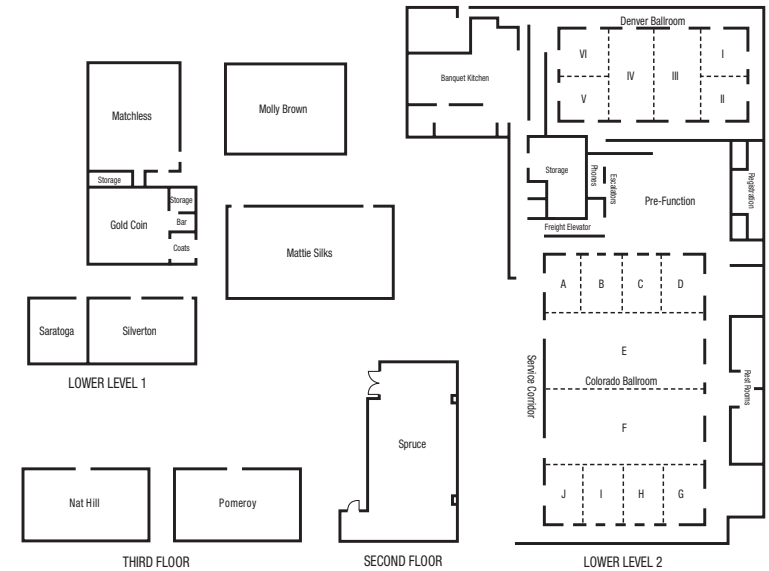 Matchless
Storage
Gold Coin
Storage
Bar
Coats
Molly Brown
Mattie Silks
Saratoga
Silverton
LOWER LEVEL 1
Nat Hill
Pomeroy
THIRD FLOOR
Spruce
SECOND FLOOR
Denver Ballroom
Banquet Kitchen
VI
IV
III
I
V
II
Storage
Phones
Escalators
Pre-Function
Registration
Freight Elevator
A
B
C
D
E
Service Corridor
Colorado Ballroom
Rest Rooms
F
J
I
H
G
LOWER LEVEL 2